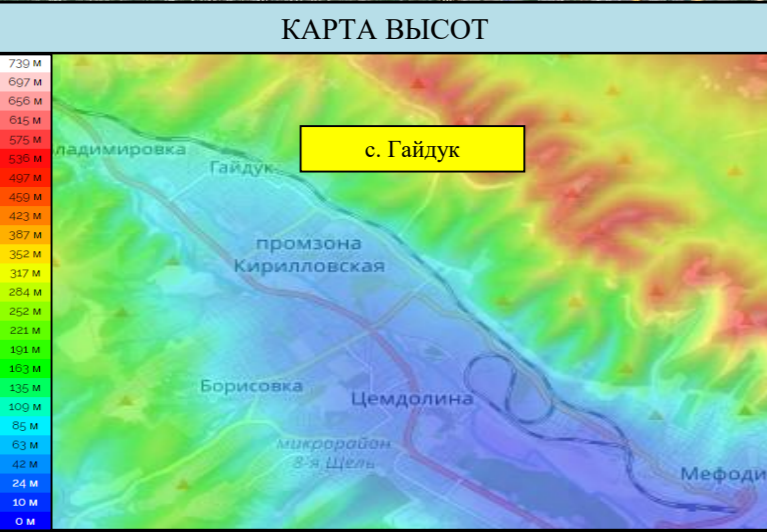 КАРТА ВЫСОТ
739 м
697 м
656 м
615 м
575 м
536 м
497 м
459 м
423 м
387 м
352 м
317 м
284 м
252 м
221 м
191 м
163 м
135 м
109 м
85 м
63 м
42 м
24 м
10 м
0 м
с. Гайдук
ладимировка
Гайдук
промзона
Кирилловская
Борисовка
Цемдолина
микрорайон
8-я Щель
Мефоди